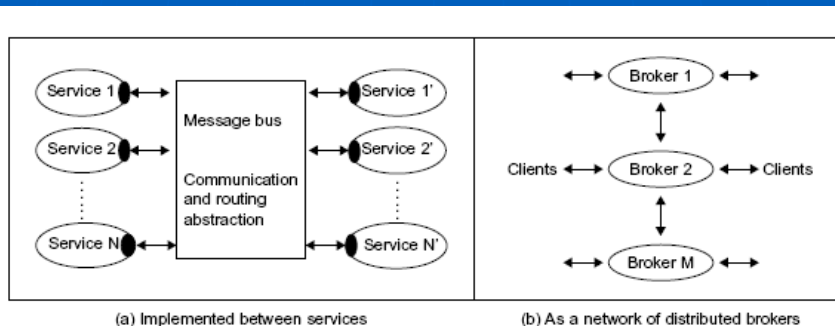 Service 1
Service 2
Service N
Message bus
Communication
and routing
abstraction
Service 1'
Service 2'
Service N'
(a) Implemented between services
Broker 1
Clients Broker 2 Clients
Broker M
(b) As a network of distributed brokers